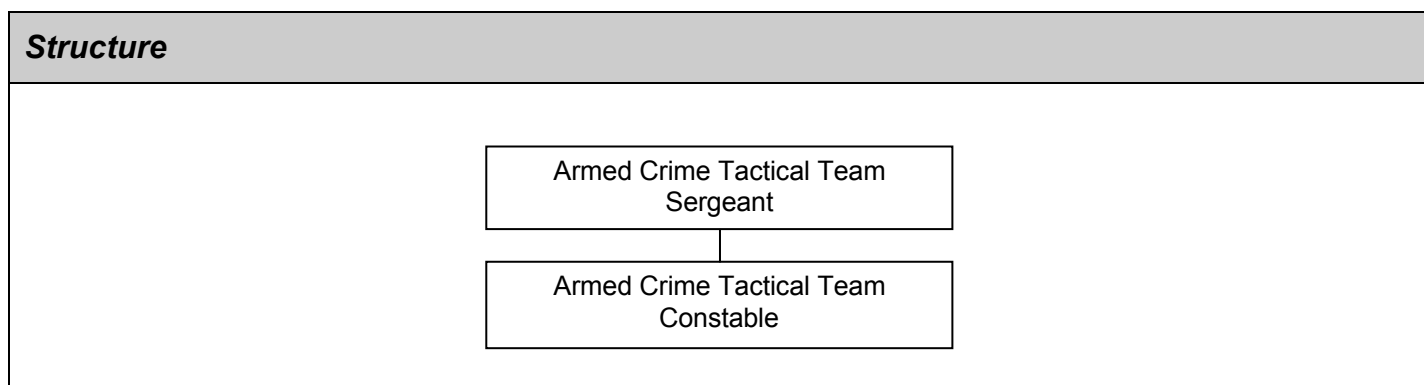 Structure
Armed Crime Tactical Team
Sergeant
Armed Crime Tactical Team
Constable